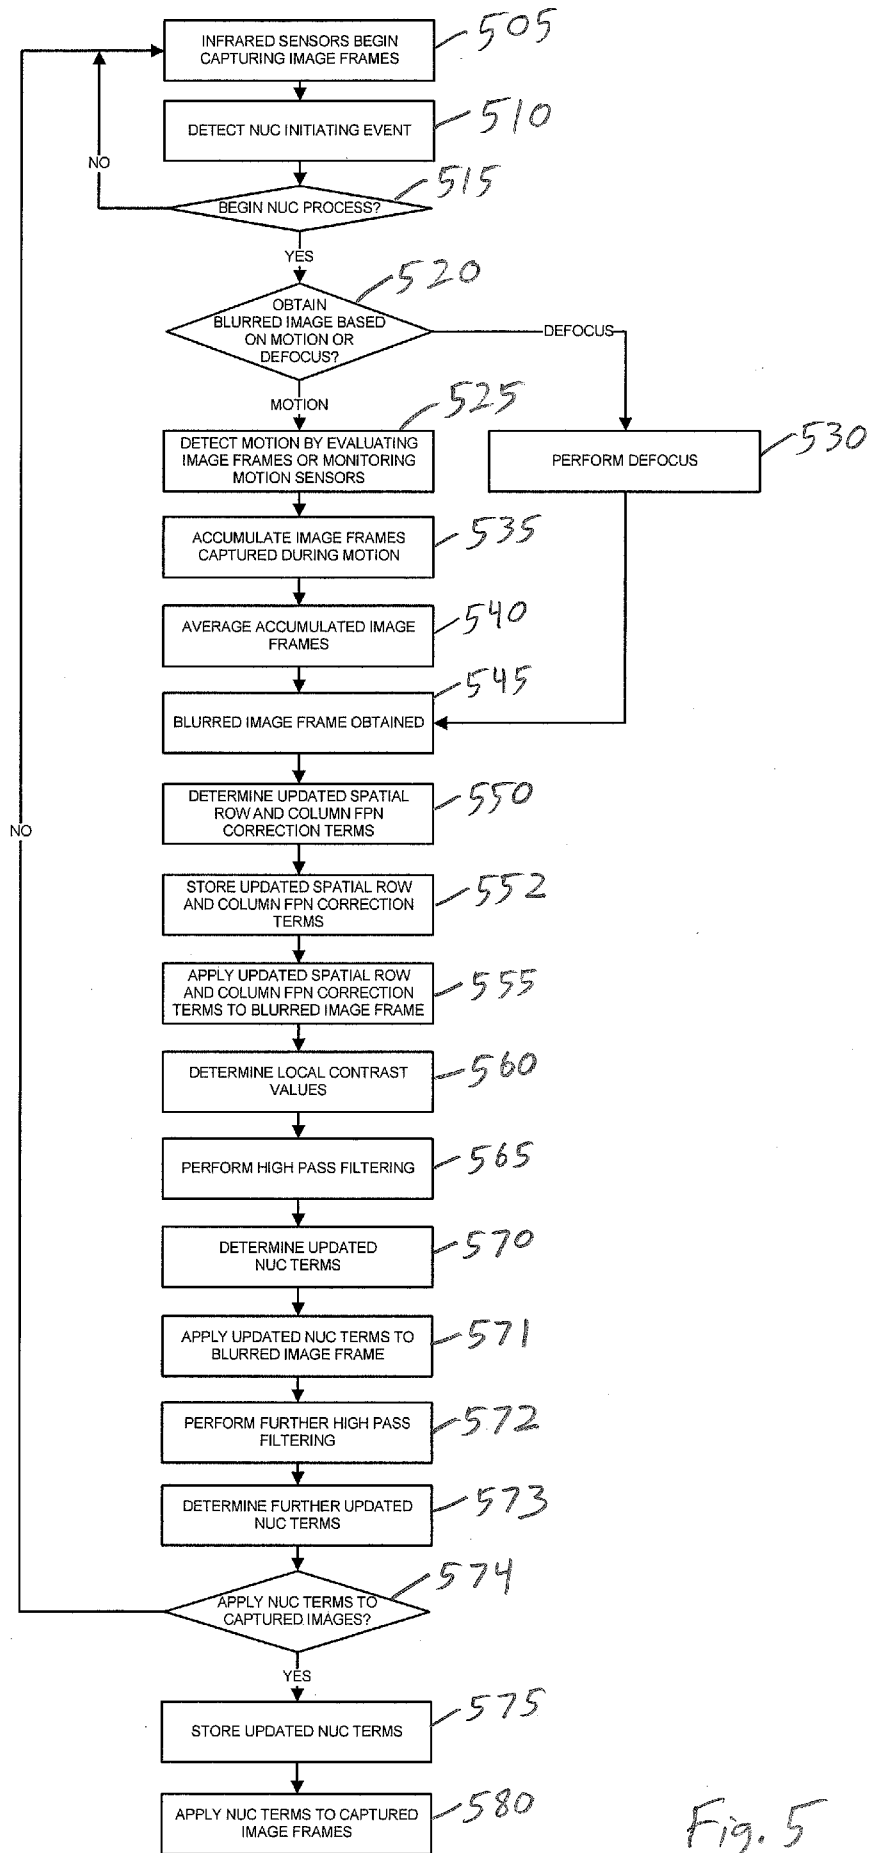 INFRARED SENSORS BEGIN
CAPTURING IMAGE FRAMES
505
DETECT NUC INITIATING EVENT
510
NO
BEGIN NUC PROCESS?
515
YES
520
OBTAIN
BLURRED IMAGE BASED
ON MOTION OR
DEFOCUS?
DEFOCUS
MOTION
525
DETECT MOTION BY EVALUATING
IMAGE FRAMES OR MONITORING
MOTION SENSORS
530
PERFORM DEFOCUS
ACCUMULATE IMAGE FRAMES
CAPTURED DURING MOTION
535
AVERAGE ACCUMULATED IMAGE
FRAMES
540
545
BLURRED IMAGE FRAME OBTAINED
DETERMINE UPDATED SPATIAL
ROW AND COLUMN FPN
CORRECTION TERMS
550
NO
STORE UPDATED SPATIAL ROW
AND COLUMN FPN CORRECTION
TERMS
552
APPLY UPDATED SPATIAL ROW
AND COLUMN FPN CORRECTION
TERMS TO BLURRED IMAGE FRAME
555
DETERMINE LOCAL CONTRAST
VALUES
560
PERFORM HIGH PASS FILTERING
565
DETERMINE UPDATED
NUC TERMS
570
APPLY UPDATED NUC TERMS TO
BLURRED IMAGE FRAME
571
PERFORM FURTHER HIGH PASS
FILTERING
572
DETERMINE FURTHER UPDATED
NUC TERMS
573
574
APPLY NUC TERMS TO
CAPTURED IMAGES?
YES
STORE UPDATED NUC TERMS
575
APPLY NUC TERMS TO CAPTURED
IMAGE FRAMES
580
Fig. 5